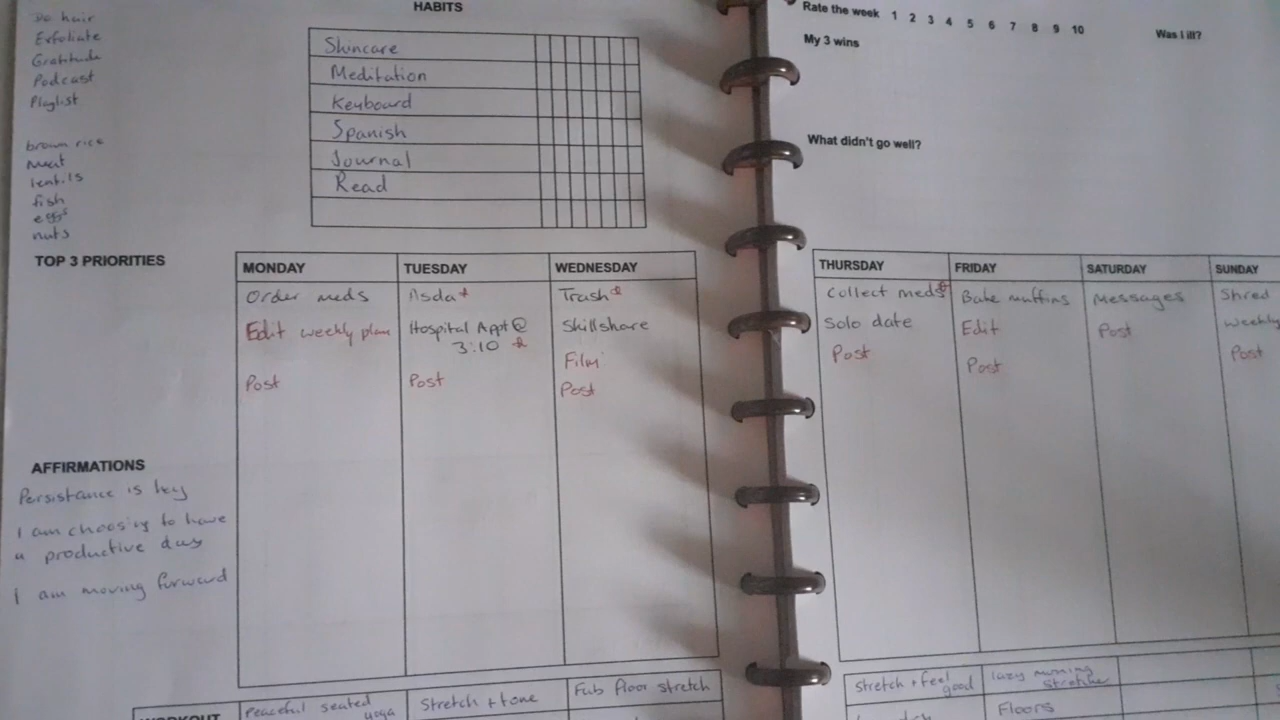 Do hair
Exfoliate
Gratitude
Podcast
Playlist
brown rice
meat
lentils
fish
eggs
nuts
HABITS
Skincare
Meditation
Keyboard
Spanish
Journal
Read
TOP 3 PRIORITIES
AFFIRMATIONS
Persistance is key
I am choosing to have
a productive day
I am moving forward
MONDAY
Order meds
Edit weekly plan
Post
TUESDAY
Asda
Hospital Appt @
3:10
Post
WEDNESDAY
Trash
Skillshare
Film
Post
WORKOUT
Peaceful seated
yoga
Stretch + tone
Fab floor stretch
Rate the week 1 2 3 4 5 6 7 8 9 10
Was I ill?
My 3 wins
What didn't go well?
THURSDAY
Collect meds
Solo date
Post
FRIDAY
Bake muffins
Edit
Post
SATURDAY
Messages
Post
SUNDAY
Shred
Weekly
Post
Stretch + feel
good
lazy morning
Floors